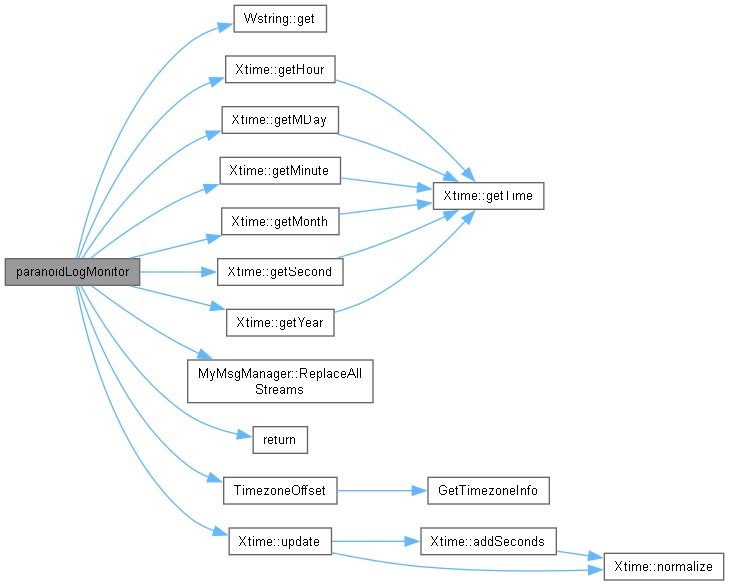 Wstring::get
Xtime::getHour
Xtime::getMDay
Xtime::getMinute
Xtime::getTime
Xtime::getMonth
paranoidLogMonitor
Xtime::getSecond
Xtime::getYear
MyMsgManager::ReplaceAll
Streams
return
TimezoneOffset
GetTimezoneInfo
Xtime::update
Xtime::addSeconds
Xtime::normalize